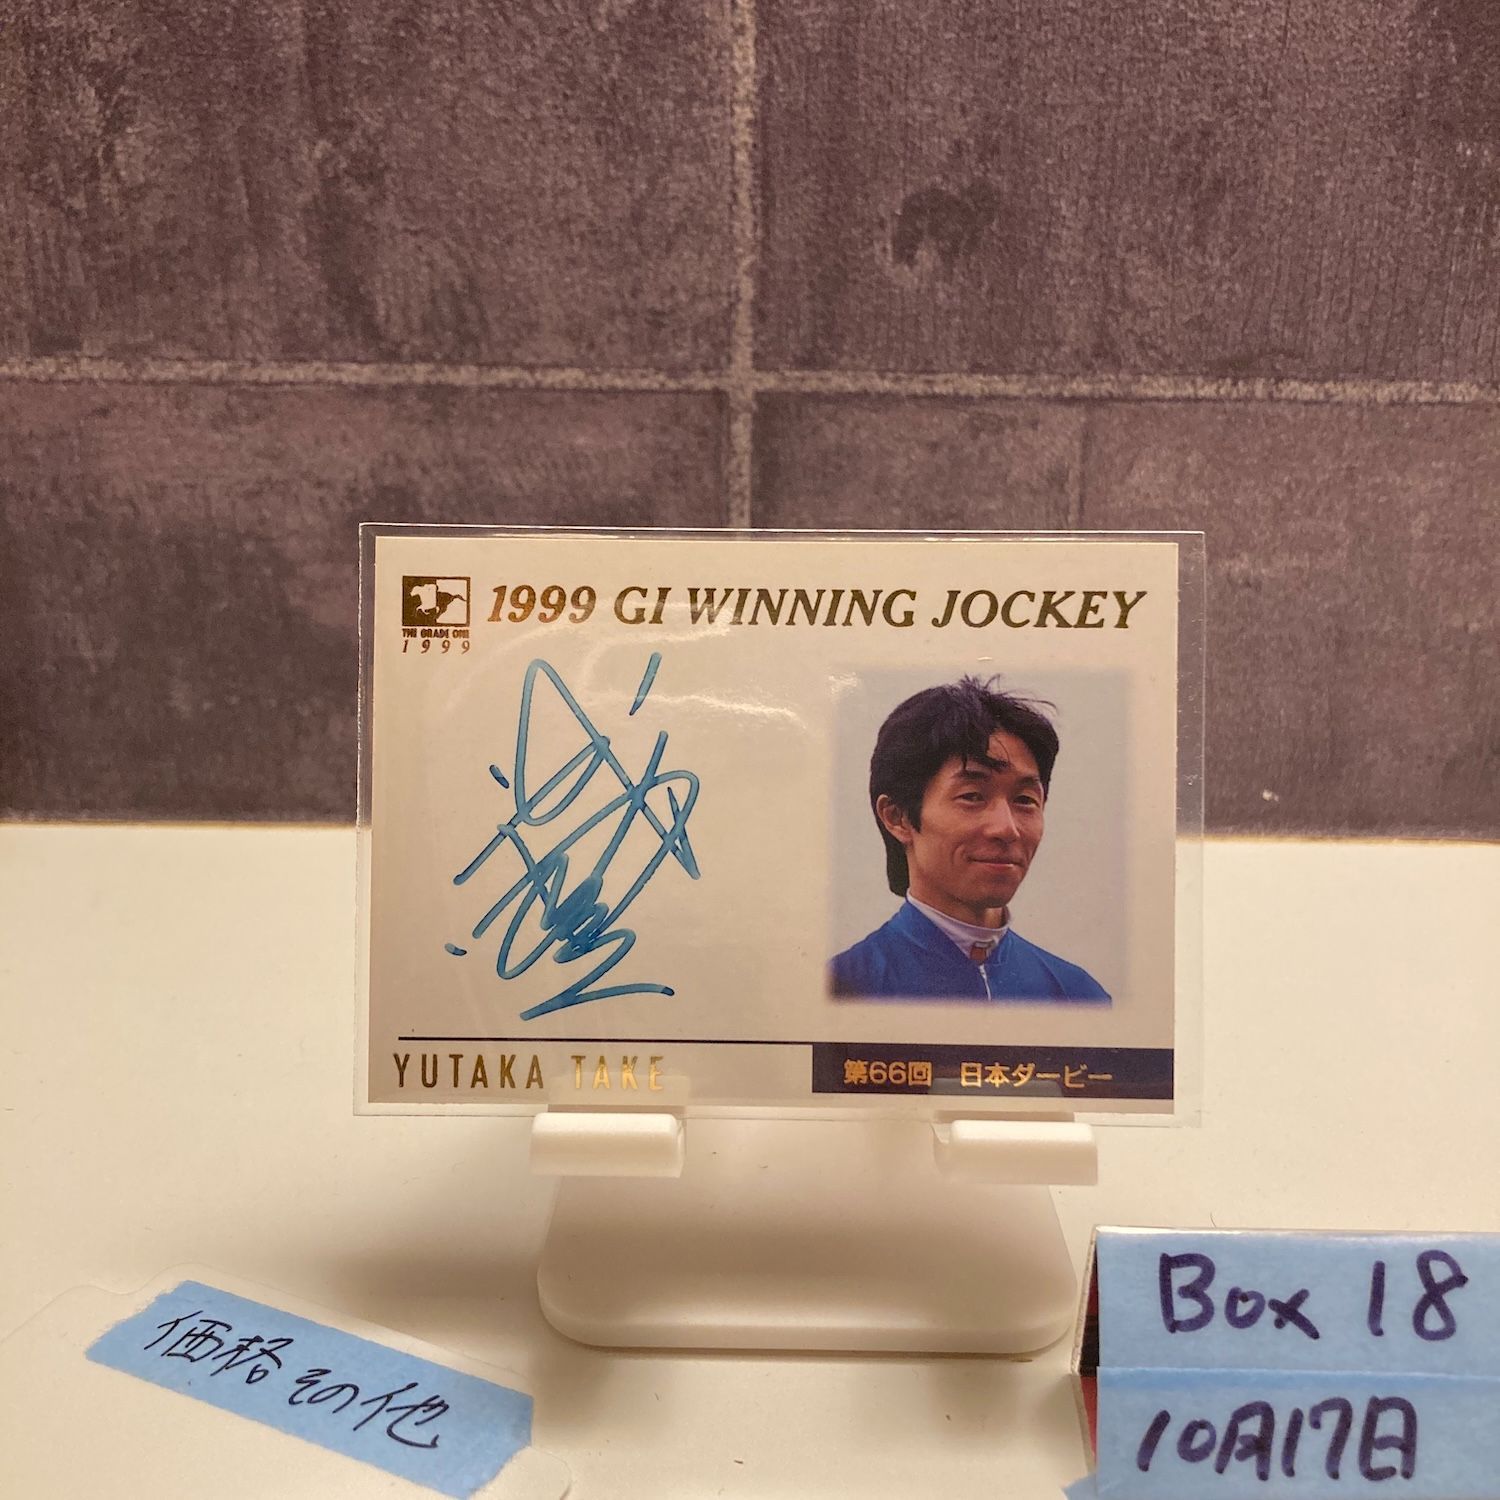 1999 GI WINNING JOCKEY
THE GRADE ONE
1999
YUTAKA TAKE
第66回 日本ダービー
価格その他
Box 18
10月17日